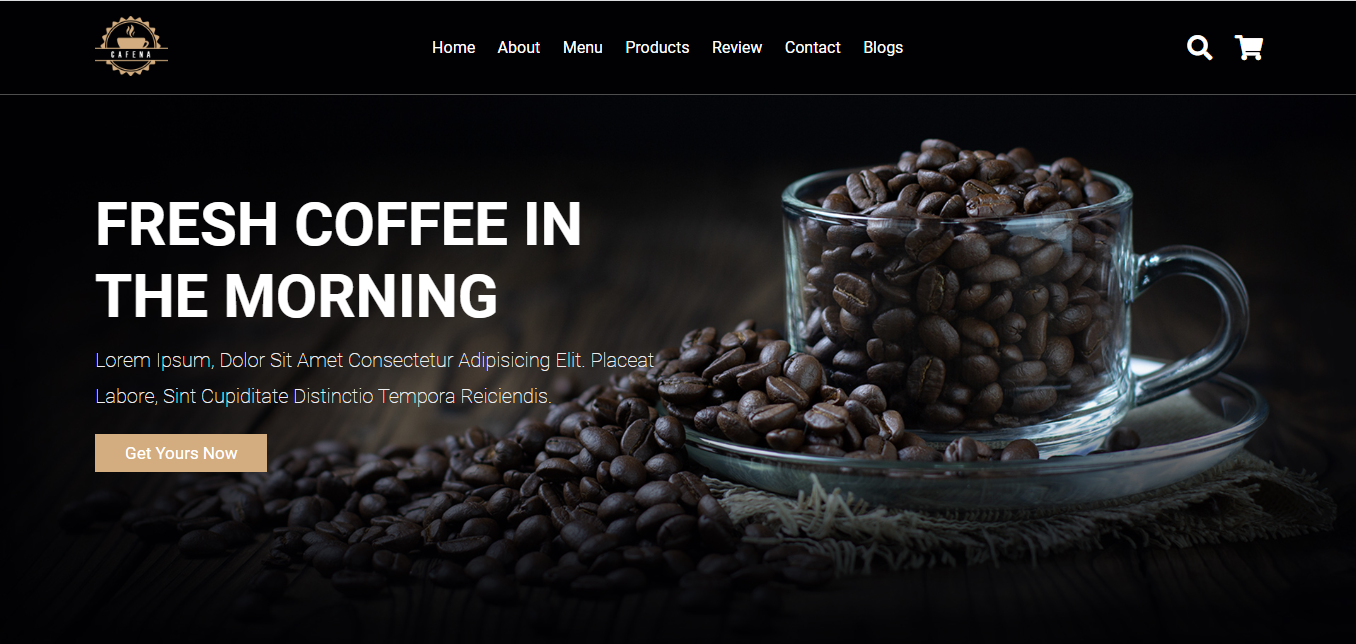 CAFENA
Home About Menu Products Review Contact Blogs
FRESH COFFEE IN
THE MORNING
Lorem Ipsum, Dolor Sit Amet Consectetur Adipisicing Elit. Placeat
Labore, Sint Cupiditate Distinctio Tempora Reiciendis.
Get Yours Now